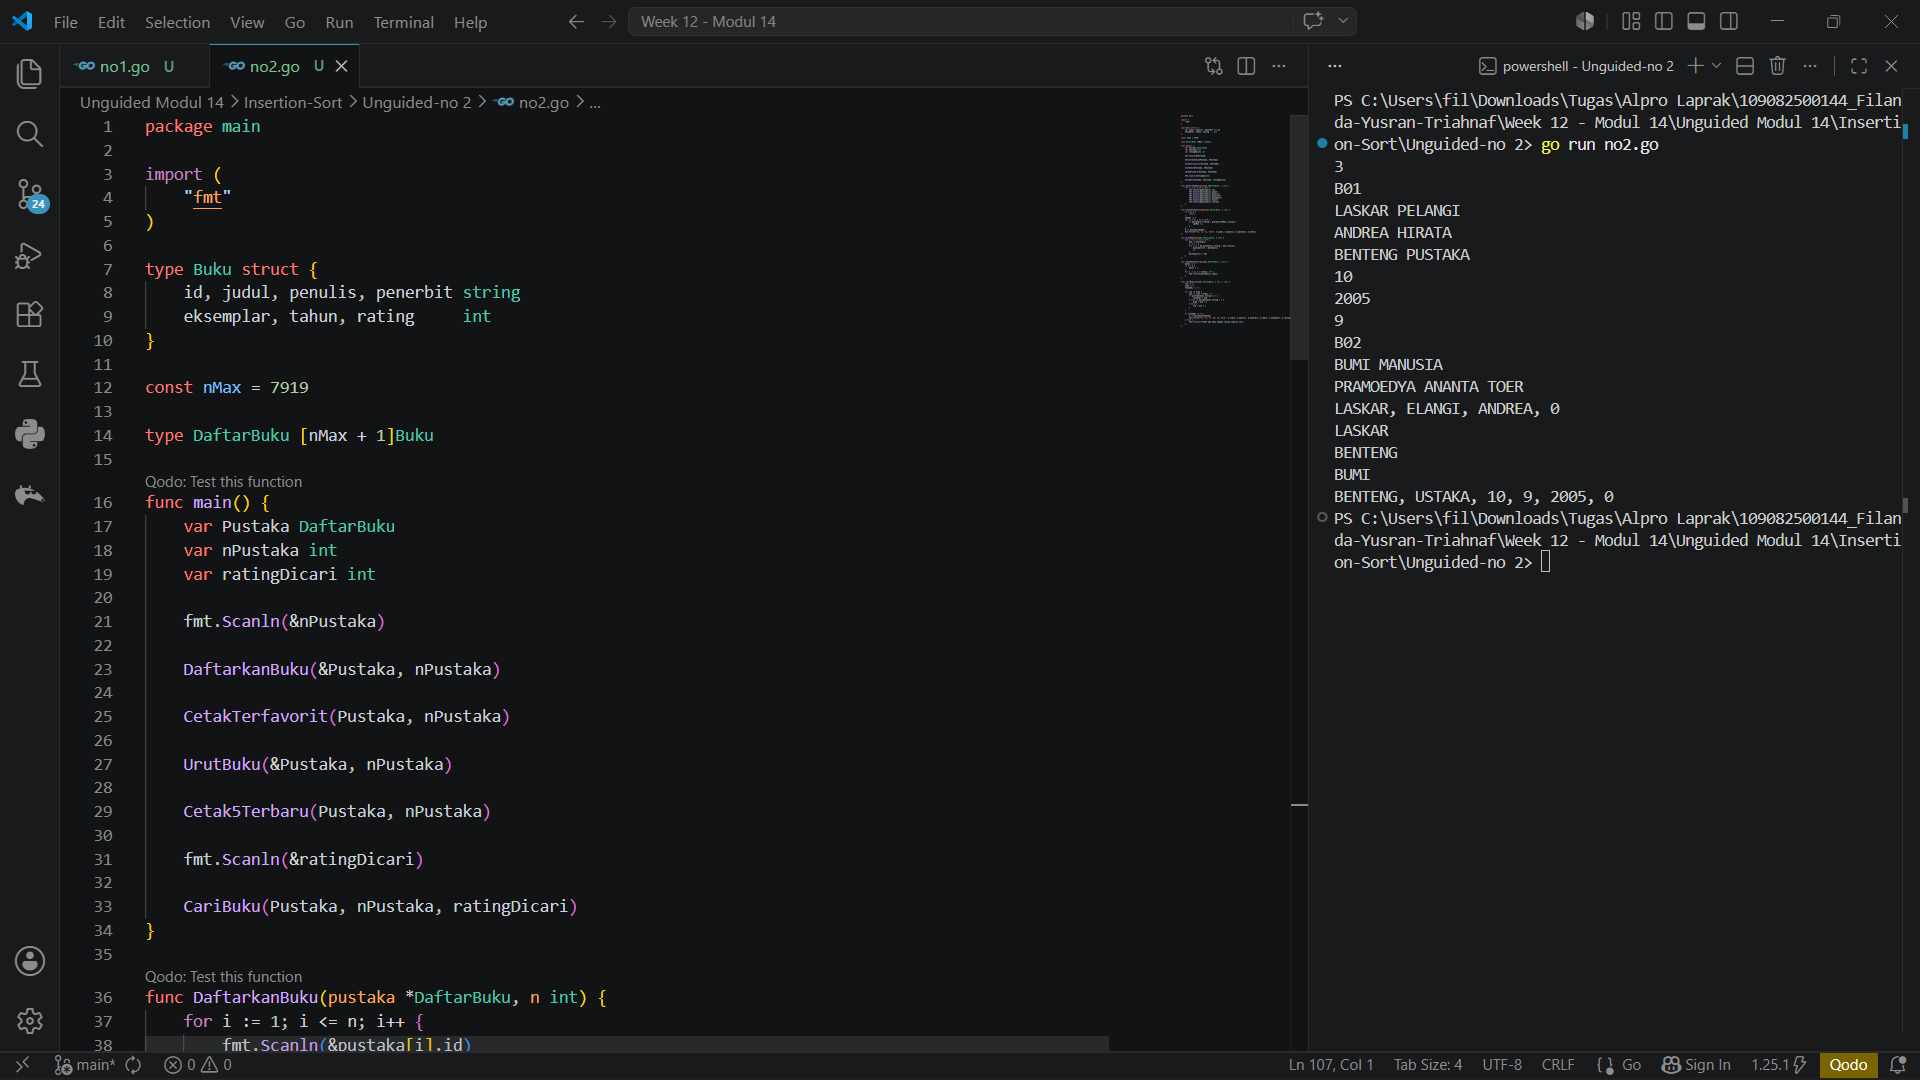 File Edit Selection View Go Run Terminal Help
Week 12 - Modul 14
no1.go U
no2.go U
powershell - Unguided-no 2
Unguided Modul 14 > Insertion-Sort > Unguided-no 2 > no2.go > ...
1 package main
2
3 import (
4 "fmt"
5 )
6
7 type Buku struct {
8 id, judul, penulis, penerbit string
9 eksemplar, tahun, rating int
10 }
11
12 const nMax = 7919
13
14 type DaftarBuku [nMax + 1]Buku
15
Qodo: Test this function
16 func main() {
17 var Pustaka DaftarBuku
18 var nPustaka int
19 var ratingDicari int
20
21 fmt.Scanln(&nPustaka)
22
23 DaftarkanBuku(&Pustaka, nPustaka)
24
25 CetakTerfavorit(Pustaka, nPustaka)
26
27 UrutBuku(&Pustaka, nPustaka)
28
29 Cetak5Terbaru(Pustaka, nPustaka)
30
31 fmt.Scanln(&ratingDicari)
32
33 CariBuku(Pustaka, nPustaka, ratingDicari)
34 }
35
Qodo: Test this function
36 func DaftarkanBuku(pustaka *DaftarBuku, n int) {
37 for i := 1; i <= n; i++ {
38 fmt.Scanln(&pustaka[i].id)
PS C:\Users\fil\Downloads\Tugas\Alpro Laprak\109082500144_Filan
da-Yusran-Triahnaf\Week 12 - Modul 14\Unguided Modul 14\Inserti
on-Sort\Unguided-no 2> go run no2.go
3
B01
LASKAR PELANGI
ANDREA HIRATA
BENTENG PUSTAKA
10
2005
9
B02
BUMI MANUSIA
PRAMOEDYA ANANTA TOER
LASKAR, ELANGI, ANDREA, 0
LASKAR
BENTENG
BUMI
BENTENG, USTAKA, 10, 9, 2005, 0
PS C:\Users\fil\Downloads\Tugas\Alpro Laprak\109082500144_Filan
da-Yusran-Triahnaf\Week 12 - Modul 14\Unguided Modul 14\Inserti
on-Sort\Unguided-no 2>
24
main* 0 0 Ln 107, Col 1 Tab Size: 4 UTF-8 CRLF { } Go Sign In 1.25.1 Qodo